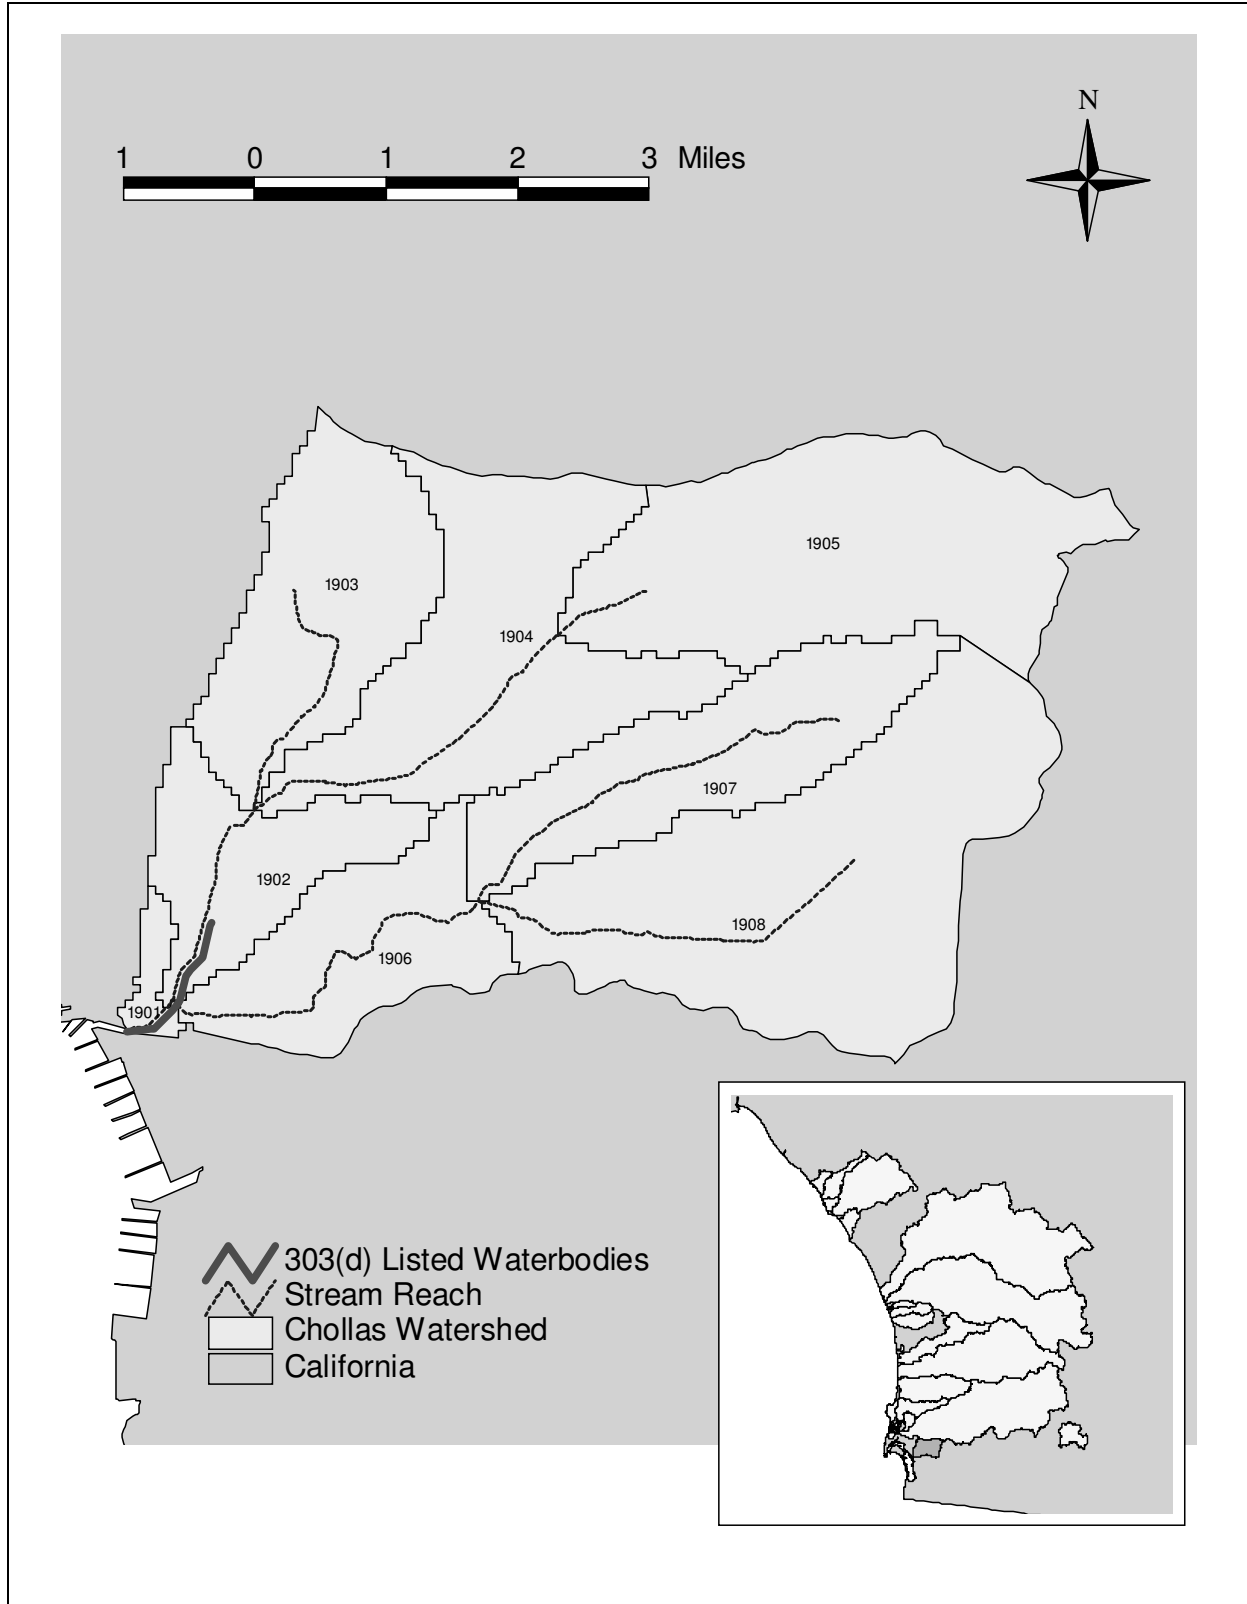 N
1 0 1 2 3 Miles
1905
1903
1904
1907
1902
1908
1906
1901
303(d) Listed Waterbodies
Stream Reach
Chollas Watershed
California